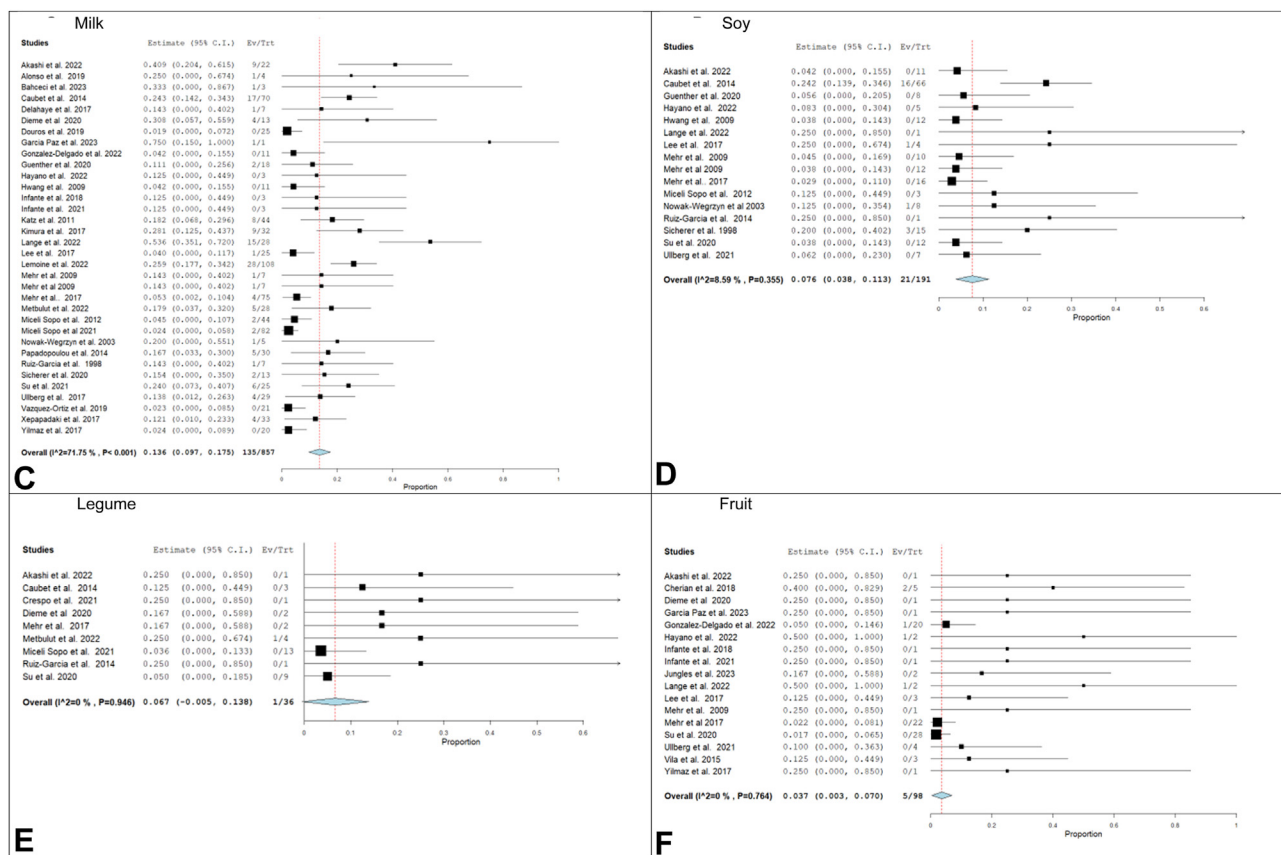 Milk
Studies Estimate (95% C.I.) Ev/Trt
Akashi et al. 2022 0.409 (0.204, 0.615) 9/22
Alonso et al. 2019 0.250 (0.000, 0.674) 1/4
Bahceci et al. 2023 0.333 (0.000, 0.867) 1/3
Caubet et al. 2014 0.243 (0.142, 0.343) 17/70
Delahaye et al. 2017 0.143 (0.000, 0.402) 1/7
Dieme et al 2020 0.308 (0.057, 0.559) 4/13
Douros et al. 2019 0.019 (0.000, 0.072) 0/25
Garcia Paz et al. 2023 0.750 (0.150, 1.000) 1/1
Gonzalez-Delgado et al. 2022 0.042 (0.000, 0.155) 0/11
Guenther et al. 2020 0.111 (0.000, 0.256) 2/18
Hayano et al. 2022 0.125 (0.000, 0.449) 0/3
Hwang et al. 2009 0.042 (0.000, 0.155) 0/11
Infante et al. 2018 0.125 (0.000, 0.449) 0/3
Infante et al. 2021 0.125 (0.000, 0.449) 0/3
Katz et al. 2011 0.182 (0.068, 0.296) 8/44
Kimura et al. 2017 0.281 (0.125, 0.437) 9/32
Lange et al. 2022 0.536 (0.351, 0.720) 15/28
Lee et al. 2017 0.040 (0.000, 0.117) 1/25
Lemoine et al. 2022 0.259 (0.177, 0.342) 28/108
Mehr et al. 2009 0.143 (0.000, 0.402) 1/7
Mehr et al 2009 0.143 (0.000, 0.402) 1/7
Mehr et al.. 2017 0.053 (0.002, 0.104) 4/75
Metbulut et al. 2022 0.179 (0.037, 0.320) 5/28
Miceli Sopo et al. 2012 0.045 (0.000, 0.107) 2/44
Miceli Sopo et al 2021 0.024 (0.000, 0.058) 2/82
Nowak-Wegrzyn et al. 2003 0.200 (0.000, 0.551) 1/5
Papadopoulou et al. 2014 0.167 (0.033, 0.300) 5/30
Ruiz-Garcia et al. 1998 0.143 (0.000, 0.402) 1/7
Sicherer et al. 2020 0.154 (0.000, 0.350) 2/13
Su et al. 2021 0.240 (0.073, 0.407) 6/25
Ullberg et al. 2017 0.138 (0.012, 0.263) 4/29
Vazquez-Ortiz et al. 2019 0.023 (0.000, 0.085) 0/21
Xepapadaki et al. 2017 0.121 (0.010, 0.233) 4/33
Yilmaz et al. 2017 0.024 (0.000, 0.089) 0/20
Overall (I^2=71.75 % , P< 0.001) 0.136 (0.097, 0.175) 135/857
0 0.2 0.4 0.6 0.8 1
Proportion
C
Soy
Studies Estimate (95% C.I.) Ev/Trt
Akashi et al. 2022 0.042 (0.000, 0.155) 0/11
Caubet et al. 2014 0.242 (0.139, 0.346) 16/66
Guenther et al. 2020 0.056 (0.000, 0.205) 0/8
Hayano et al. 2022 0.083 (0.000, 0.304) 0/5
Hwang et al. 2009 0.038 (0.000, 0.143) 0/12
Lange et al. 2022 0.250 (0.000, 0.850) 0/1
Lee et al. 2017 0.250 (0.000, 0.674) 1/4
Mehr et al. 2009 0.045 (0.000, 0.169) 0/10
Mehr et al 2009 0.038 (0.000, 0.143) 0/12
Mehr et al.. 2017 0.029 (0.000, 0.110) 0/16
Miceli Sopo et al. 2012 0.125 (0.000, 0.449) 0/3
Nowak-Wegrzyn et al 2003 0.125 (0.000, 0.354) 1/8
Ruiz-Garcia et al. 2014 0.250 (0.000, 0.850) 0/1
Sicherer et al. 1998 0.200 (0.000, 0.402) 3/15
Su et al. 2020 0.038 (0.000, 0.143) 0/12
Ullberg et al. 2021 0.062 (0.000, 0.230) 0/7
Overall (I^2=8.59 % , P=0.355) 0.076 (0.038, 0.113) 21/191
0 0.1 0.2 0.3 0.4 0.5 0.6
Proportion
D
Legume
Studies Estimate (95% C.I.) Ev/Trt
Akashi et al. 2022 0.250 (0.000, 0.850) 0/1
Caubet et al. 2014 0.125 (0.000, 0.449) 0/3
Crespo et al. 2021 0.250 (0.000, 0.850) 0/1
Dieme et al. 2020 0.167 (0.000, 0.588) 0/2
Mehr et al. 2017 0.167 (0.000, 0.588) 0/2
Metbulut et al. 2022 0.250 (0.000, 0.674) 1/4
Miceli Sopo et al. 2021 0.036 (0.000, 0.133) 0/13
Ruiz-Garcia et al. 2014 0.250 (0.000, 0.850) 0/1
Su et al. 2020 0.050 (0.000, 0.185) 0/9
Overall (I^2=0 % , P=0.946) 0.067 (-0.005, 0.138) 1/36
0 0.1 0.2 0.3 0.4 0.5 0.6
Proportion
E
Fruit
Studies Estimate (95% C.I.) Ev/Trt
Akashi et al. 2022 0.250 (0.000, 0.850) 0/1
Cherian et al. 2018 0.400 (0.000, 0.829) 2/5
Dieme et al 2020 0.250 (0.000, 0.850) 0/1
Garcia Paz et al. 2023 0.250 (0.000, 0.850) 0/1
Gonzalez-Delgado et al. 2022 0.050 (0.000, 0.146) 1/20
Hayano et al. 2022 0.500 (0.000, 1.000) 1/2
Infante et al. 2018 0.250 (0.000, 0.850) 0/1
Infante et al. 2021 0.250 (0.000, 0.850) 0/1
Jungles et al. 2023 0.167 (0.000, 0.588) 0/2
Lange et al. 2022 0.500 (0.000, 1.000) 1/2
Lee et al. 2017 0.125 (0.000, 0.449) 0/3
Mehr et al. 2009 0.250 (0.000, 0.850) 0/1
Mehr et al 2017 0.022 (0.000, 0.081) 0/22
Su et al. 2020 0.017 (0.000, 0.065) 0/28
Ullberg et al. 2021 0.100 (0.000, 0.363) 0/4
Vila et al. 2015 0.125 (0.000, 0.449) 0/3
Yilmaz et al. 2017 0.250 (0.000, 0.850) 0/1
Overall (I^2=0 % , P=0.764) 0.037 (0.003, 0.070) 5/98
0 0.2 0.4 0.6 0.8 1
Proportion
F